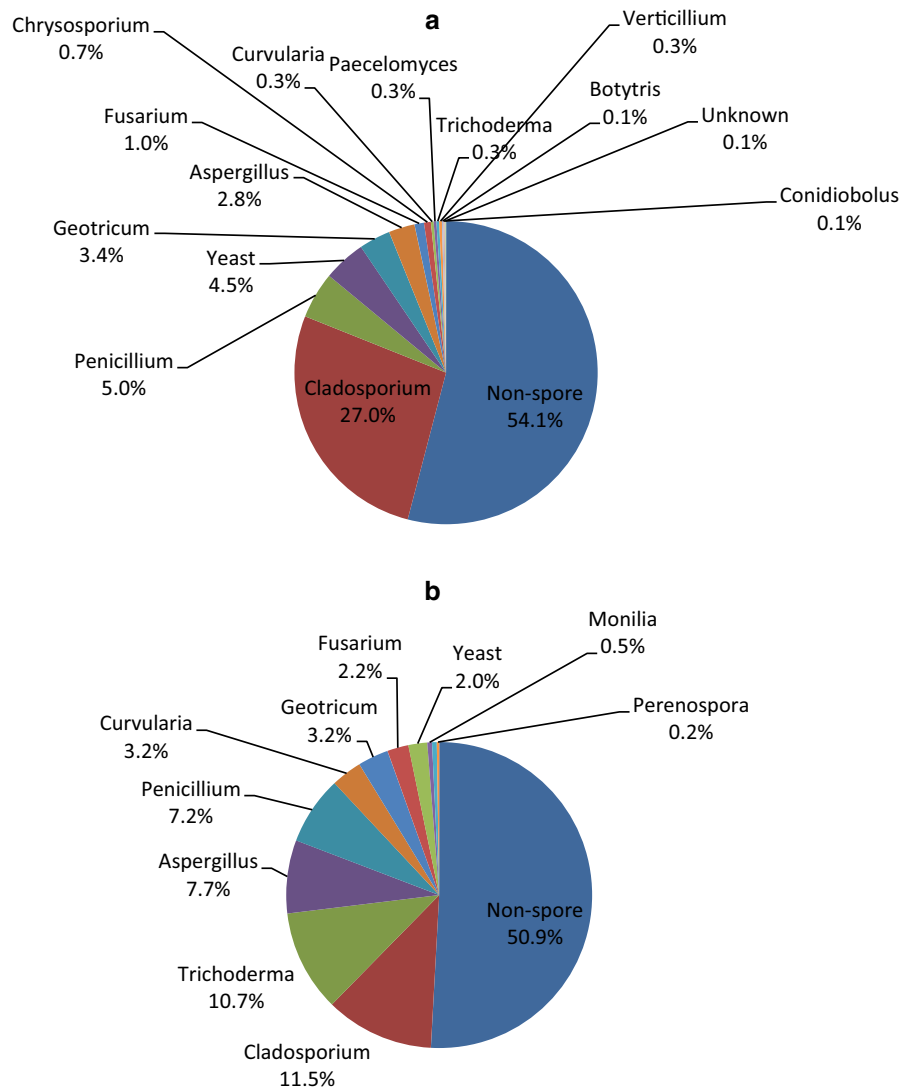 a
Chrysosporium
0.7%
Curvularia
0.3%
Paecelomyces
0.3%
Verticillium
0.3%
Trichoderma
0.3%
Botytris
0.1%
Unknown
0.1%
Conidiobolus
0.1%
Fusarium
1.0%
Aspergillus
2.8%
Geotricum
3.4%
Yeast
4.5%
Penicillium
5.0%
Cladosporium
27.0%
Non-spore
54.1%
b
Monilia
0.5%
Perenospora
0.2%
Yeast
2.0%
Fusarium
2.2%
Geotricum
3.2%
Curvularia
3.2%
Penicillium
7.2%
Aspergillus
7.7%
Trichoderma
10.7%
Cladosporium
11.5%
Non-spore
50.9%